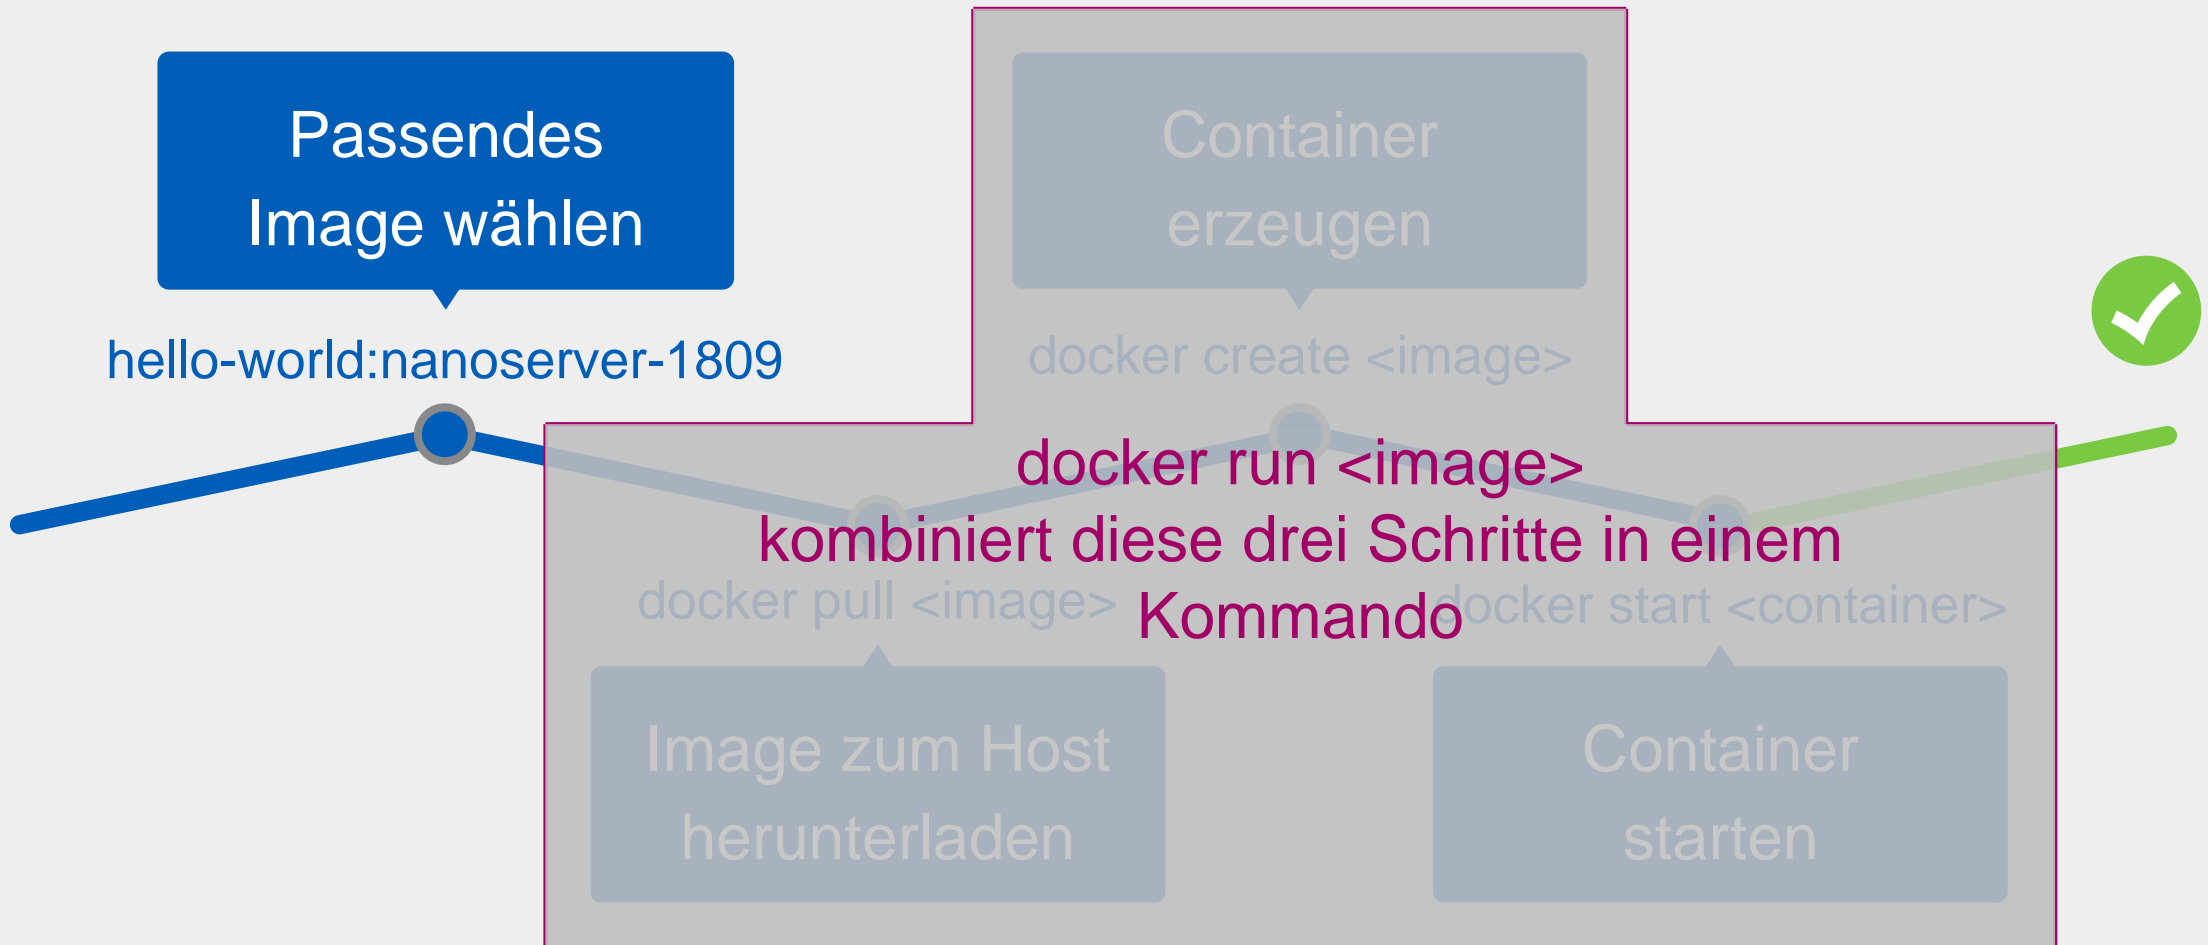 Passendes
Image wählen
hello-world:nanoserver-1809
Container
erzeugen
docker create <image>
docker run <image>
kombiniert diese drei Schritte in einem
Kommando
docker pull <image>
Image zum Host
herunterladen
docker start <container>
Container
starten